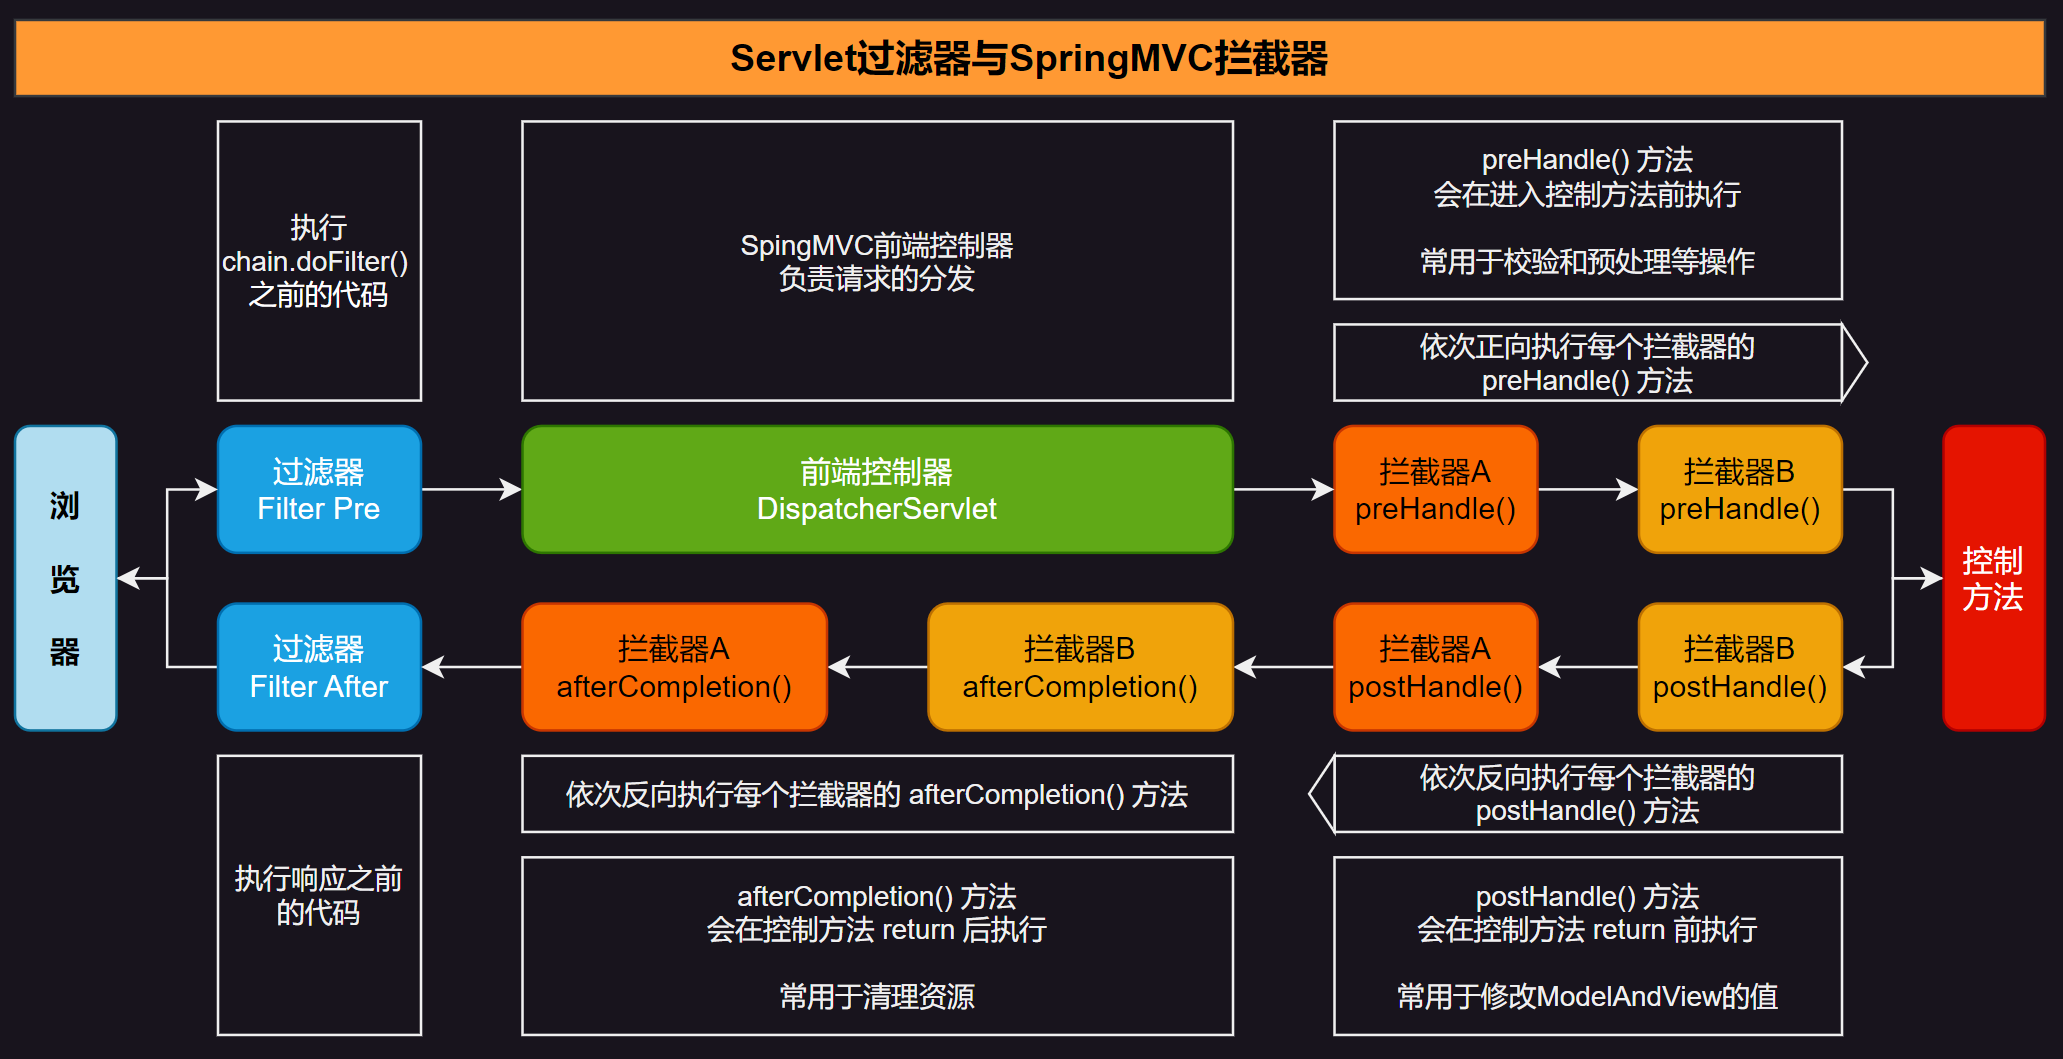 Servlet过滤器与SpringMVC拦截器
执行
chain.doFilter()
之前的代码
SpingMVC前端控制器
负责请求的分发
preHandle() 方法
会在进入控制方法前执行
常用于校验和预处理等操作
依次正向执行每个拦截器的
preHandle() 方法
浏
览
器
过滤器
Filter Pre
前端控制器
DispatcherServlet
拦截器A
preHandle()
拦截器B
preHandle()
控制
方法
过滤器
Filter After
拦截器A
afterCompletion()
拦截器B
afterCompletion()
拦截器A
postHandle()
拦截器B
postHandle()
执行响应之前
的代码
依次反向执行每个拦截器的 afterCompletion() 方法
afterCompletion() 方法
会在控制方法 return 后执行
常用于清理资源
依次反向执行每个拦截器的
postHandle() 方法
postHandle() 方法
会在控制方法 return 前执行
常用于修改ModelAndView的值